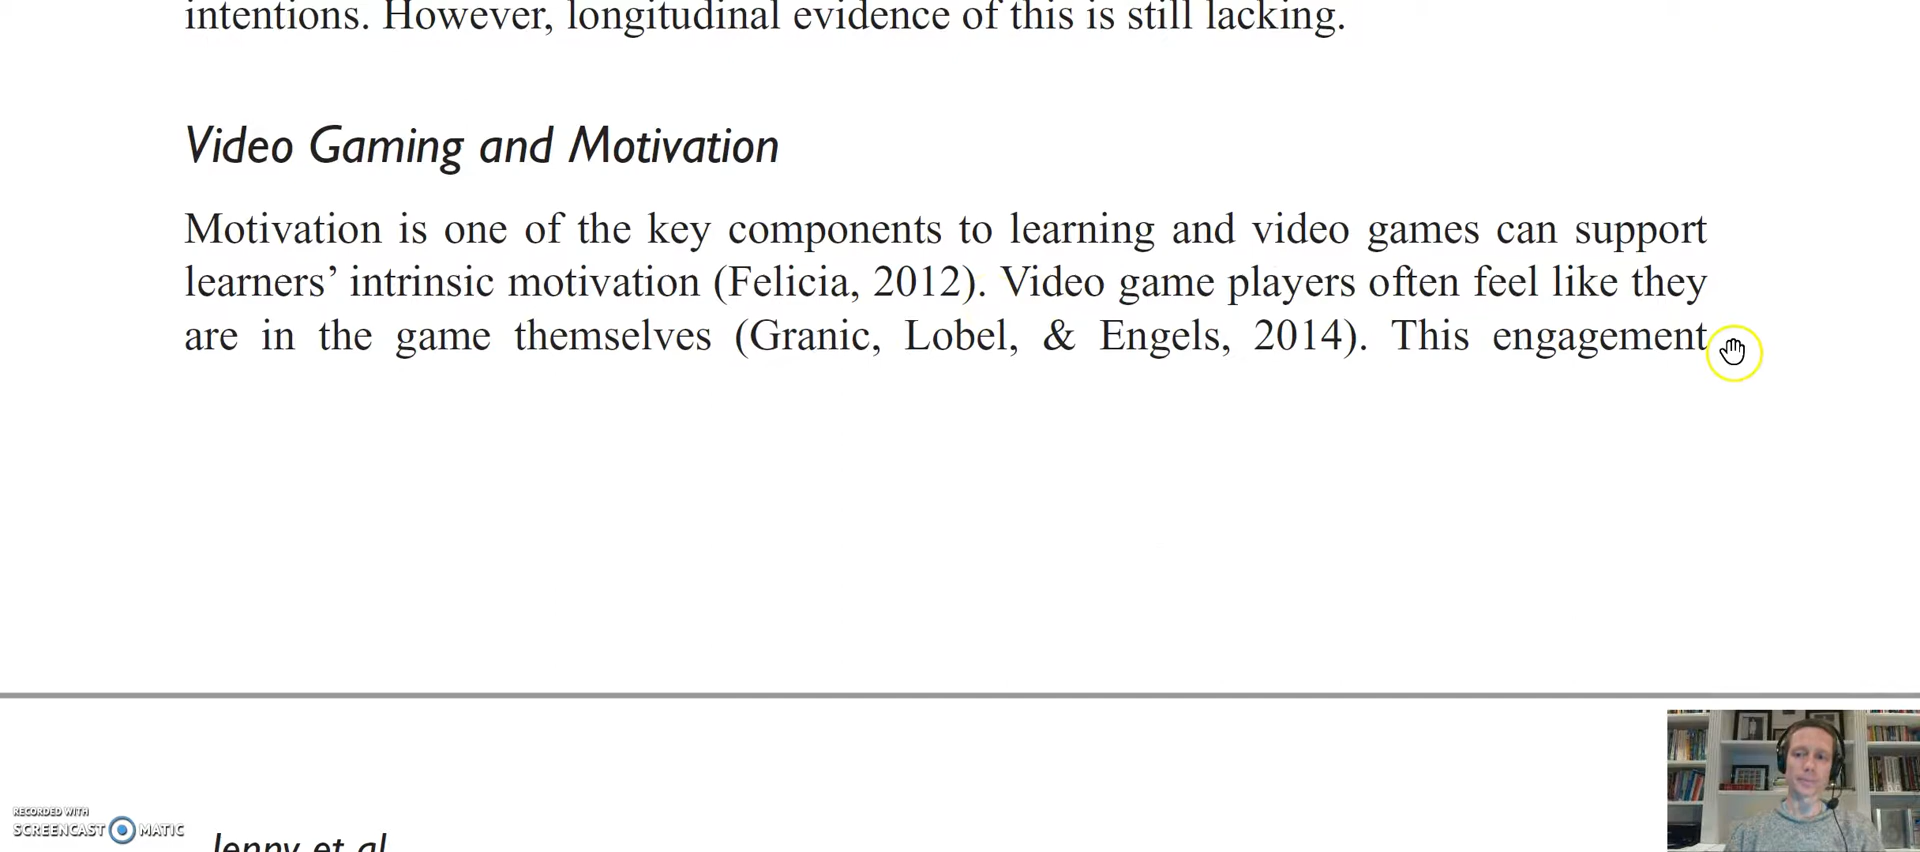 intentions. However, longitudinal evidence of this is still lacking.
Video Gaming and Motivation
Motivation is one of the key components to learning and video games can support
learners’ intrinsic motivation (Felicia, 2012). Video game players often feel like they
are in the game themselves (Granic, Lobel, & Engels, 2014). This engagement
RECORDED WITH
SCREENCAST MATIC
Jenny et al